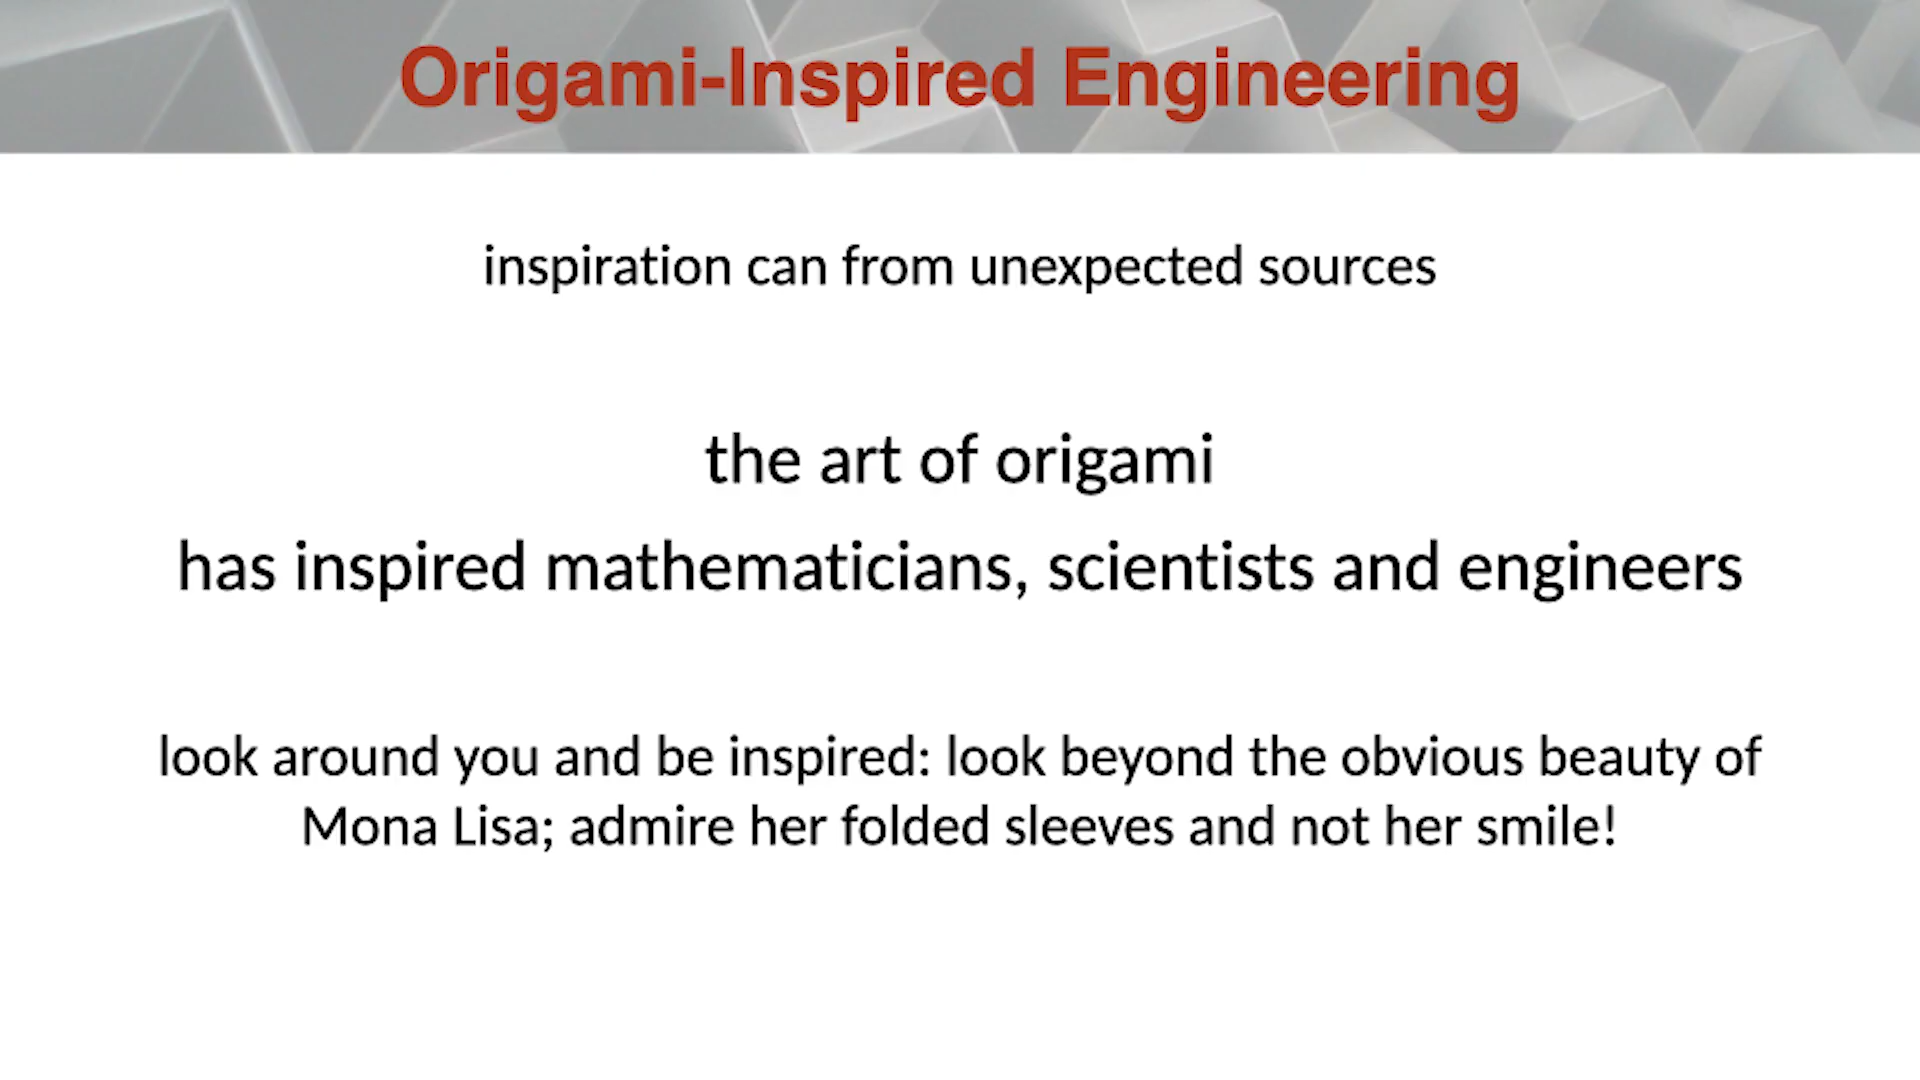 Origami-Inspired Engineering
inspiration can from unexpected sources
the art of origami
has inspired mathematicians, scientists and engineers
look around you and be inspired: look beyond the obvious beauty of
Mona Lisa; admire her folded sleeves and not her smile!